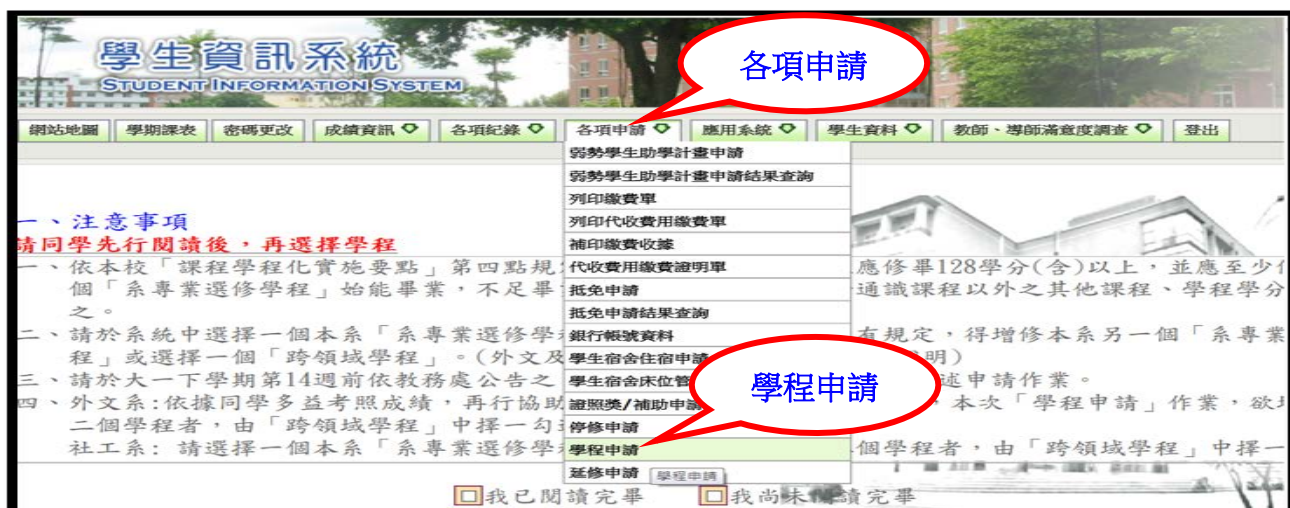 學生資訊系統
STUDENT INFORMATION SYSTEM
各項申請
網站地圖 學期課表 密碼更改 成績資訊 各項紀錄 各項申請 應用系統 學生資料 教師、導師滿意度調查 登出
弱勢學生助學計畫申請
弱勢學生助學計畫申請結果查詢
列印繳費單
列印代收費用繳費單
補印繳費收據
代收費用繳費證明單
抵免申請
抵免申請結果查詢
銀行帳號資料
學生宿舍住宿申請
學生宿舍床位管
證照獎/補助申請
停修申請
學程申請
延修申請
學程申請
學程申請
一、注意事項
請同學先行閱讀後，再選擇學程
一、依本校「課程學程化實施要點」第四點規 應修畢128學分(含)以上，並應至少
個「系專業選修學程」始能畢業，不足畢 通識課程以外之其他課程、學程學分
之。
二、請於系統中選擇一個本系「系專業選修學 有規定，得增修本系另一個「系專業
程」或選擇一個「跨領域學程」。(外文及 明)
三、請於大一下學期第14週前依教務處公告之 述申請作業。
四、外文系:依據同學多益考照成績，再行協助 本次「學程申請」作業，欲
二個學程者，由「跨領域學程」中擇一勾
社工系: 請選擇一個本系「系專業選修學 個學程者，由「跨領域學程」中擇一
我已閱讀完畢 我尚未閱讀完畢